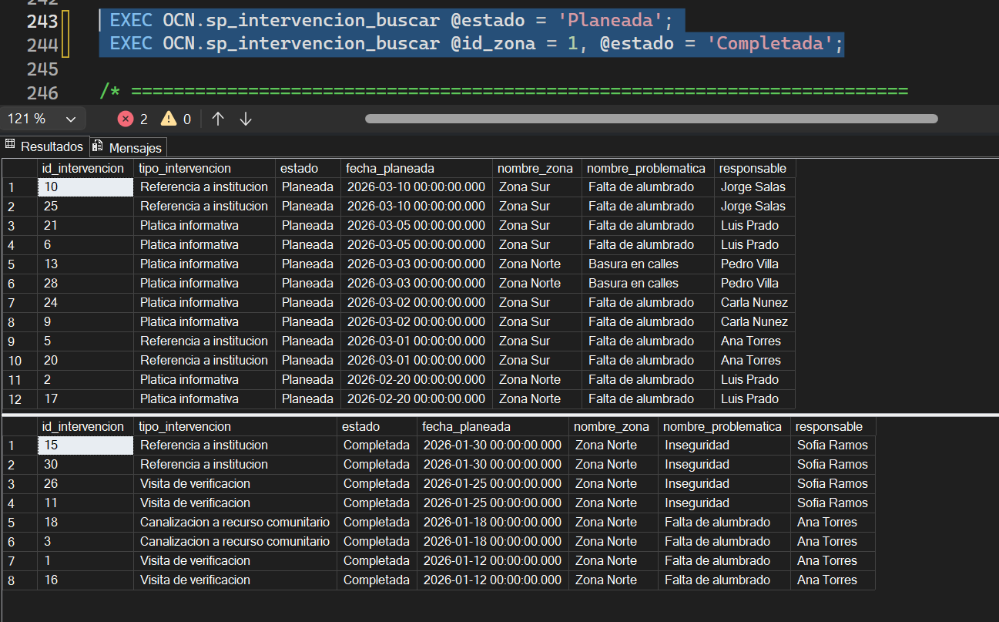 242
243 EXEC OCN.sp_intervencion_buscar @estado = 'Planeada';
244 EXEC OCN.sp_intervencion_buscar @id_zona = 1, @estado = 'Completada';
245
246 /* =========================================================================
121 % 2 0
Resultados Mensajes
id_intervencion tipo_intervencion estado fecha_planeada nombre_zona nombre_problematica responsable
1 10 Referencia a institucion Planeada 2026-03-10 00:00:00.000 Zona Sur Falta de alumbrado Jorge Salas
2 25 Referencia a institucion Planeada 2026-03-10 00:00:00.000 Zona Sur Falta de alumbrado Jorge Salas
3 21 Platica informativa Planeada 2026-03-05 00:00:00.000 Zona Sur Falta de alumbrado Luis Prado
4 6 Platica informativa Planeada 2026-03-05 00:00:00.000 Zona Sur Falta de alumbrado Luis Prado
5 13 Platica informativa Planeada 2026-03-03 00:00:00.000 Zona Norte Basura en calles Pedro Villa
6 28 Platica informativa Planeada 2026-03-03 00:00:00.000 Zona Norte Basura en calles Pedro Villa
7 24 Platica informativa Planeada 2026-03-02 00:00:00.000 Zona Sur Falta de alumbrado Carla Nunez
8 9 Platica informativa Planeada 2026-03-02 00:00:00.000 Zona Sur Falta de alumbrado Carla Nunez
9 5 Referencia a institucion Planeada 2026-03-01 00:00:00.000 Zona Sur Falta de alumbrado Ana Torres
10 20 Referencia a institucion Planeada 2026-03-01 00:00:00.000 Zona Sur Falta de alumbrado Ana Torres
11 2 Platica informativa Planeada 2026-02-20 00:00:00.000 Zona Norte Falta de alumbrado Luis Prado
12 17 Platica informativa Planeada 2026-02-20 00:00:00.000 Zona Norte Falta de alumbrado Luis Prado
id_intervencion tipo_intervencion estado fecha_planeada nombre_zona nombre_problematica responsable
1 15 Referencia a institucion Completada 2026-01-30 00:00:00.000 Zona Norte Inseguridad Sofia Ramos
2 30 Referencia a institucion Completada 2026-01-30 00:00:00.000 Zona Norte Inseguridad Sofia Ramos
3 26 Visita de verificacion Completada 2026-01-25 00:00:00.000 Zona Norte Inseguridad Sofia Ramos
4 11 Visita de verificacion Completada 2026-01-25 00:00:00.000 Zona Norte Inseguridad Sofia Ramos
5 18 Canalizacion a recurso comunitario Completada 2026-01-18 00:00:00.000 Zona Norte Falta de alumbrado Ana Torres
6 3 Canalizacion a recurso comunitario Completada 2026-01-18 00:00:00.000 Zona Norte Falta de alumbrado Ana Torres
7 1 Visita de verificacion Completada 2026-01-12 00:00:00.000 Zona Norte Falta de alumbrado Ana Torres
8 16 Visita de verificacion Completada 2026-01-12 00:00:00.000 Zona Norte Falta de alumbrado Ana Torres